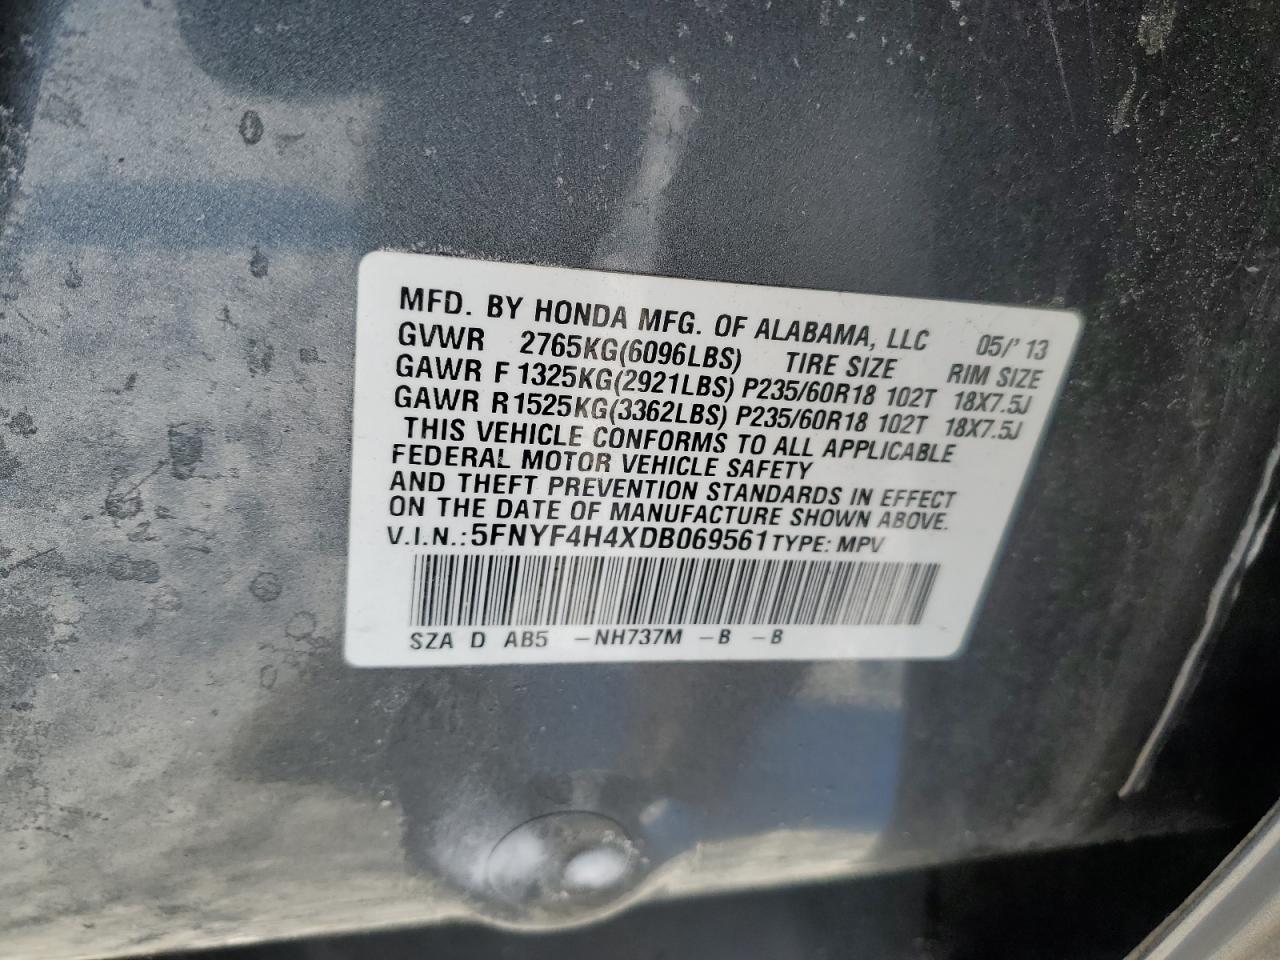 MFD. BY HONDA MFG. OF ALABAMA, LLC 05/'13
GVWR 2765KG(6096LBS) TIRE SIZE RIM SIZE
GAWR F 1325KG(2921LBS) P235/60R18 102T 18X7.5J
GAWR R 1525KG(3362LBS) P235/60R18 102T 18X7.5J
THIS VEHICLE CONFORMS TO ALL APPLICABLE
FEDERAL MOTOR VEHICLE SAFETY
AND THEFT PREVENTION STANDARDS IN EFFECT
ON THE DATE OF MANUFACTURE SHOWN ABOVE.
V.I.N.: 5FNYF4H4XDB069561 TYPE: MPV
SZA D AB5 -NH737M -B -B